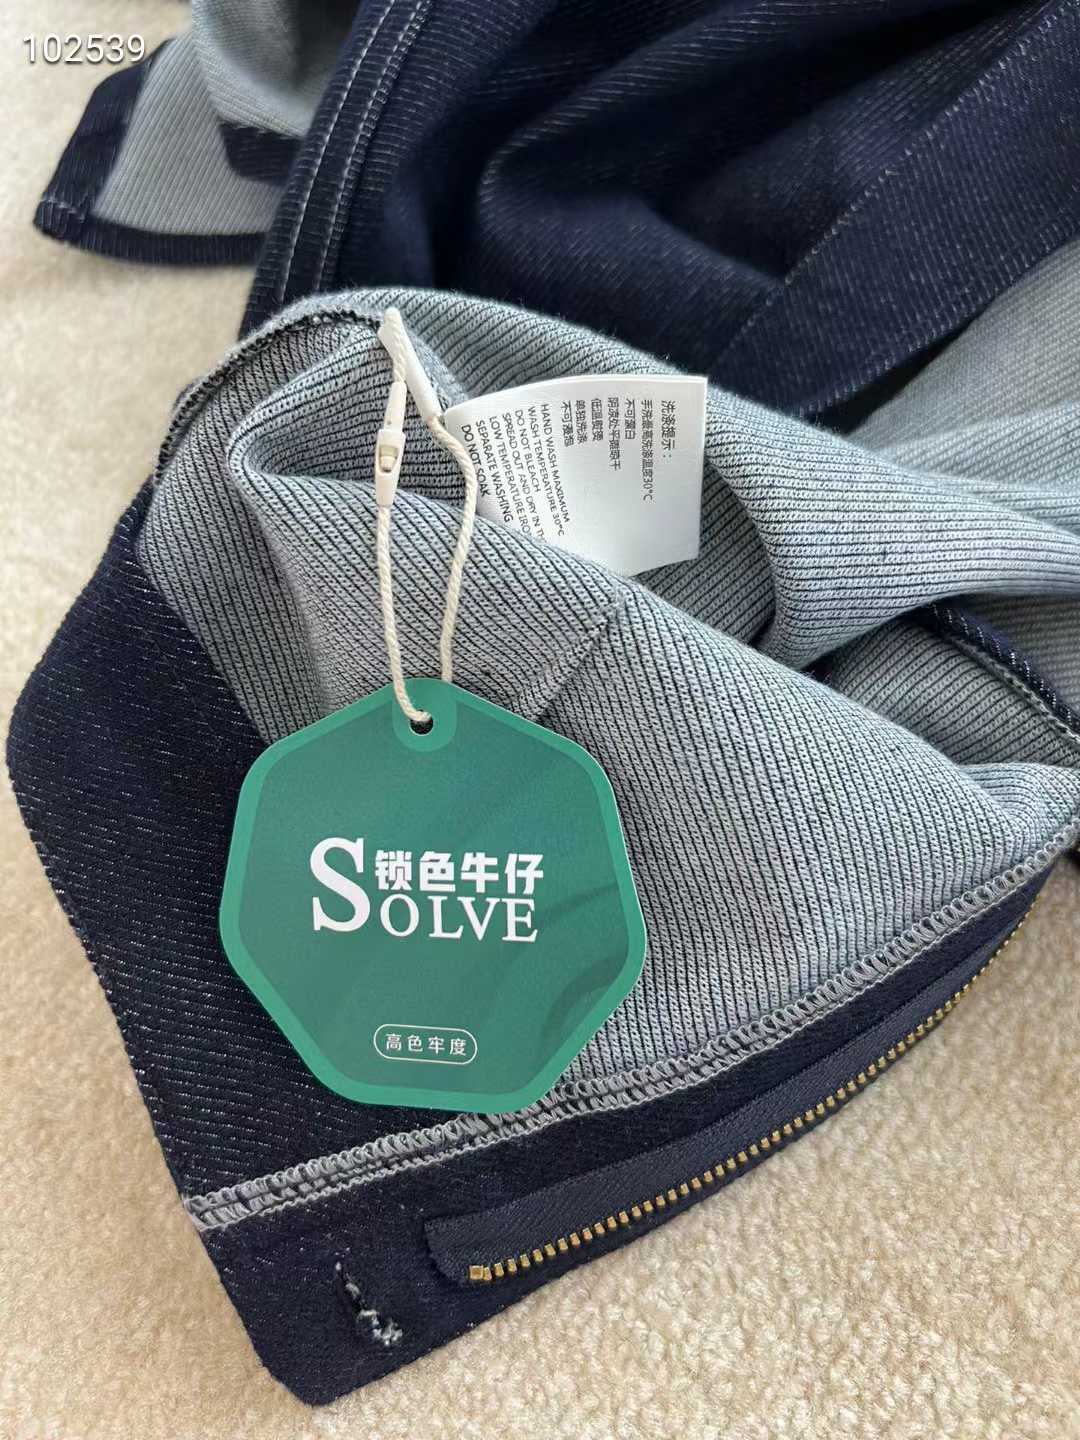 102539
洗涤提示：
手洗最高洗涤温度30°C
不可漂白
阴凉处平摊晾干
低温熨烫
单独洗涤
不可浸泡
HAND WASH MAXIMUM
WASH TEMPERATURE 30°C
DO NOT BLEACH
SPREAD OUT AND DRY IN
LOW TEMPERATURE
SEPARATE WASHING
DO NOT SOAK
锁色牛仔
SOLVE
高色牢度